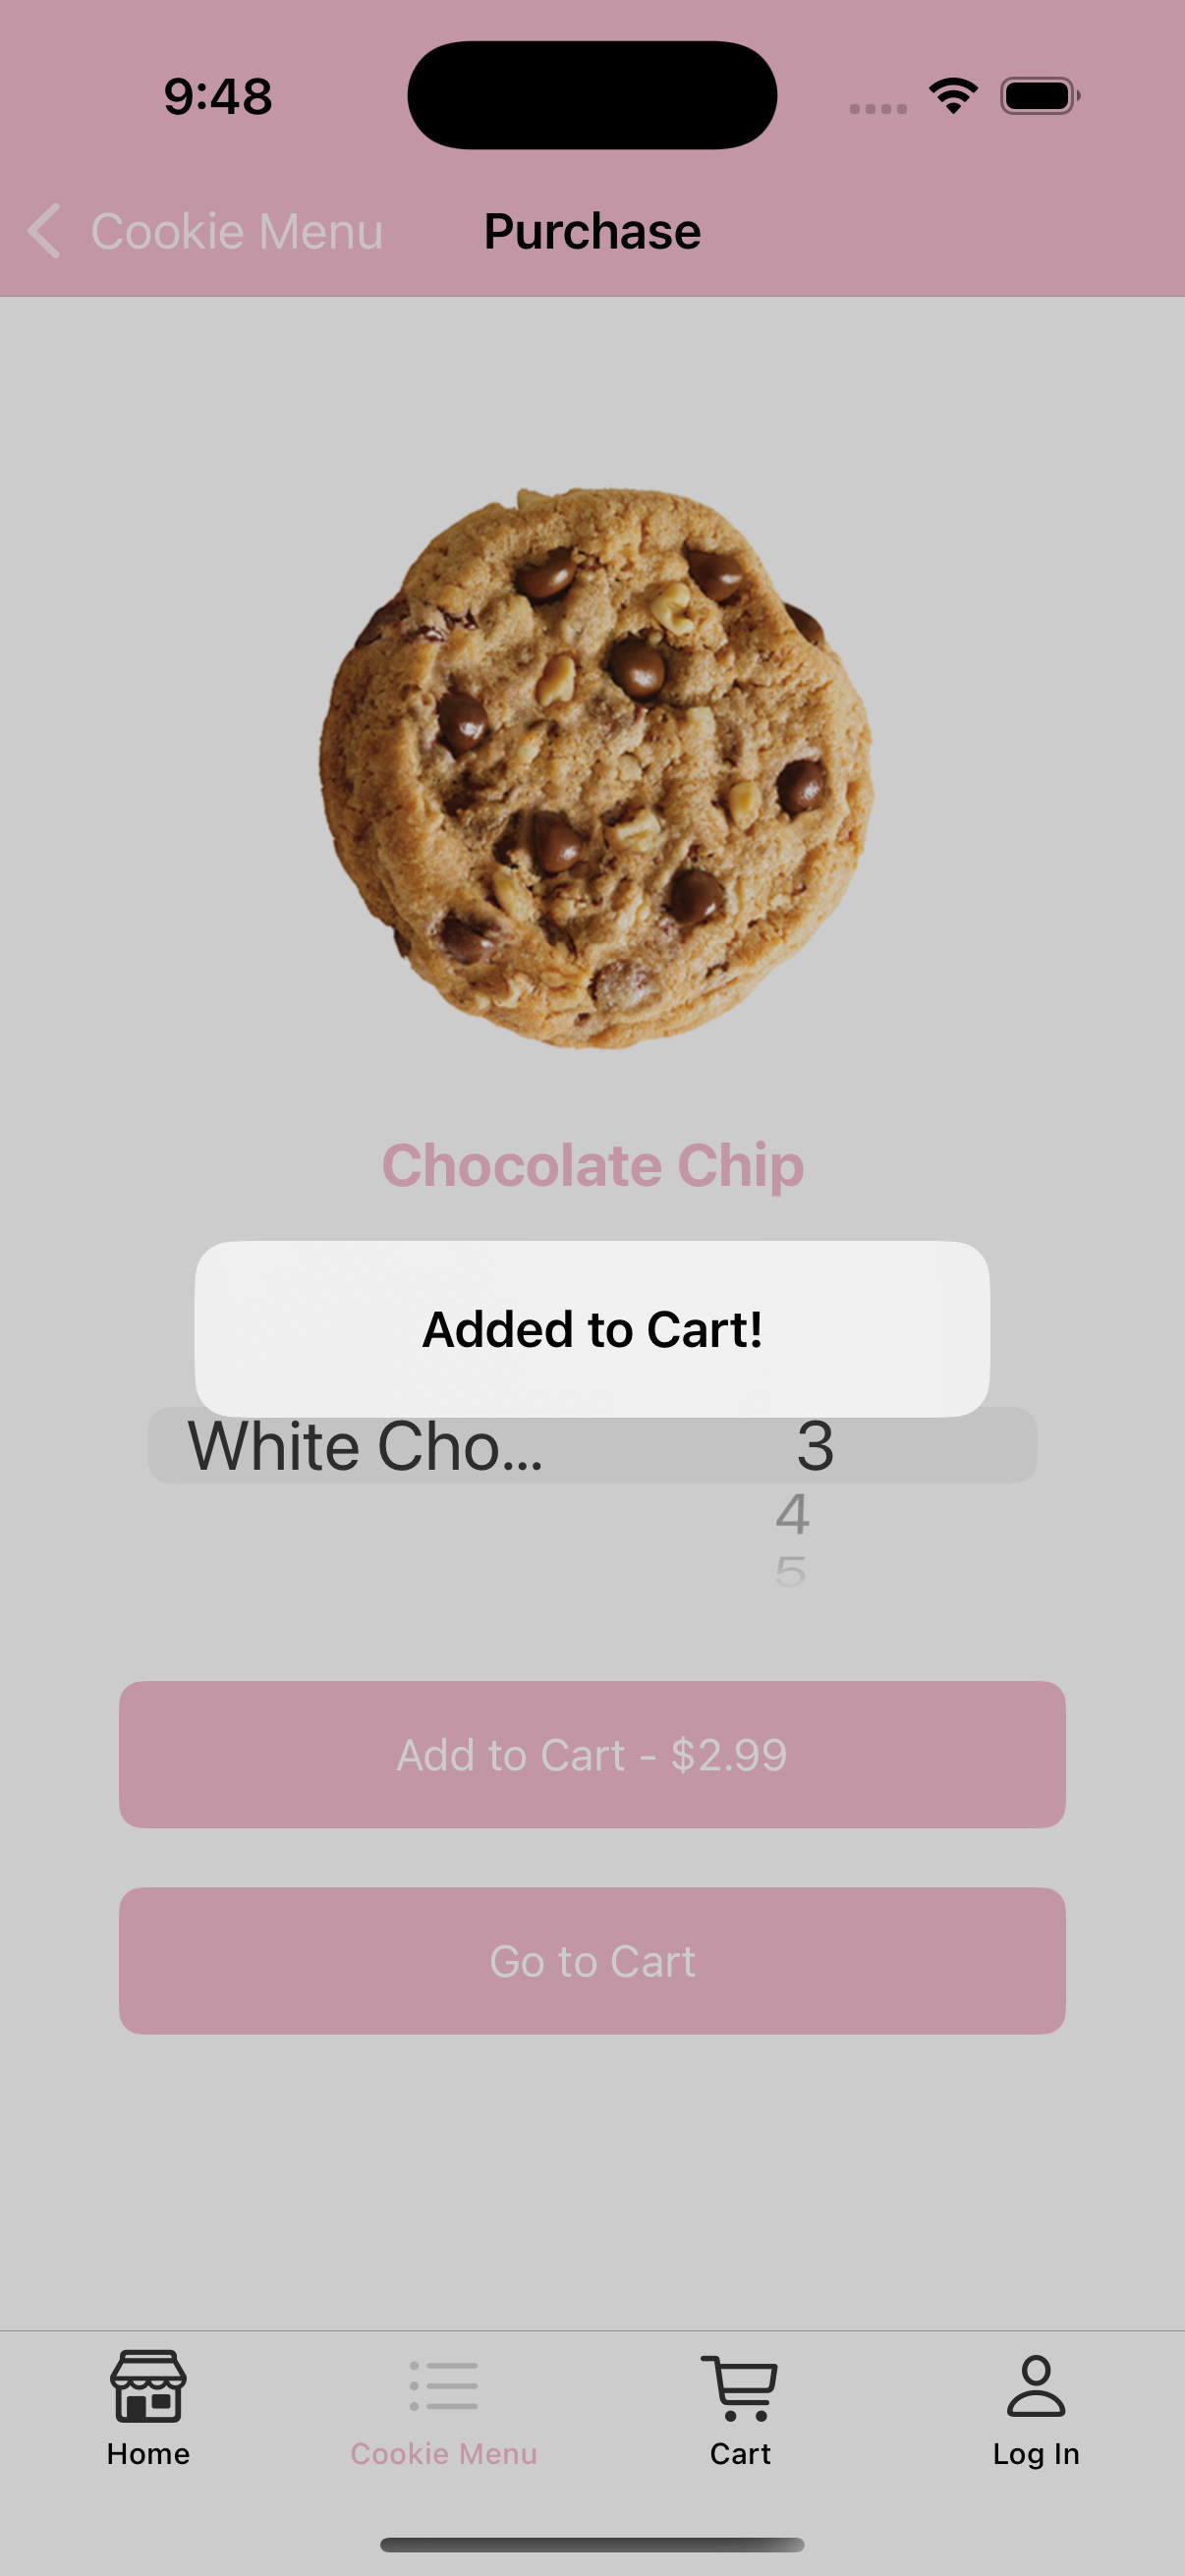 9:48
Cookie Menu
Purchase
Chocolate Chip
Added to Cart!
White Cho... 3
4
5
Add to Cart - $2.99
Go to Cart
Home
Cookie Menu
Cart
Log In